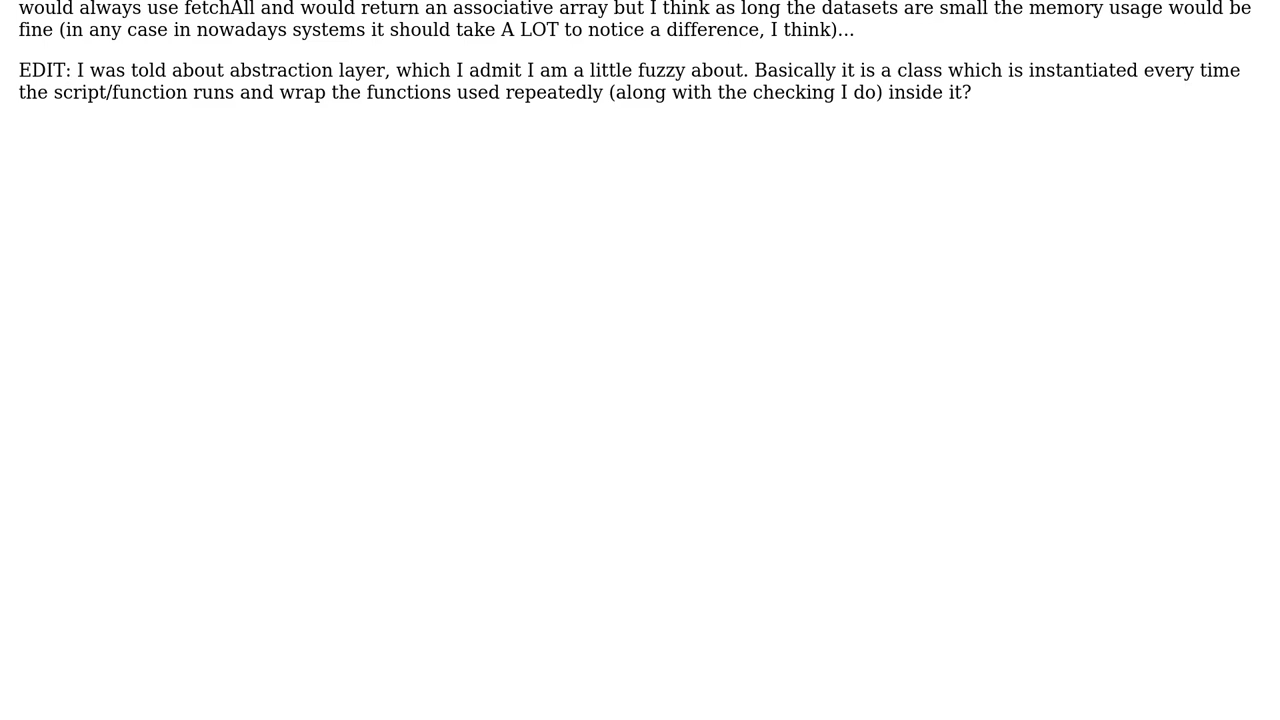 would always use fetchAll and would return an associative array but I think as long the datasets are small the memory usage would be
fine (in any case in nowadays systems it should take A LOT to notice a difference, I think)...
EDIT: I was told about abstraction layer, which I admit I am a little fuzzy about. Basically it is a class which is instantiated every time
the script/function runs and wrap the functions used repeatedly (along with the checking I do) inside it?